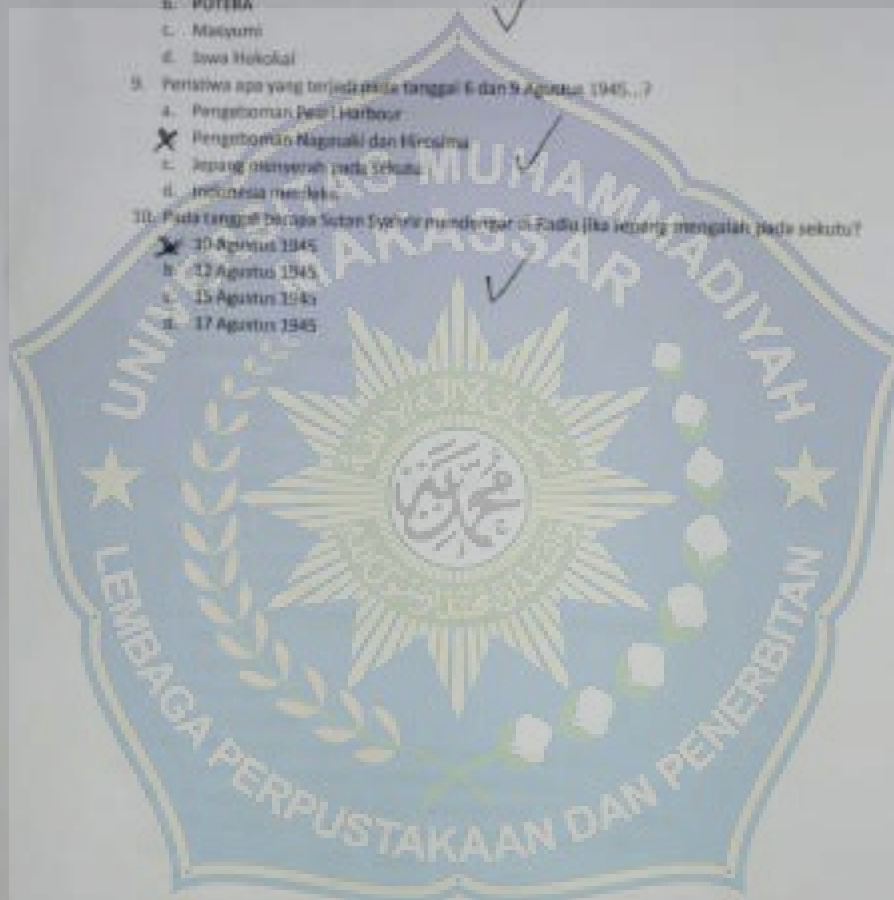 b. PUTERA
c. Masyumi
d. Jawa Hokokai
9. Peristiwa apa yang terjadi pada tanggal 6 dan 9 Agustus 1945...?
a. Pengeboman Pearl Harbour
Pengeboman Nagasaki dan Hirosima
c. Jepang menyerah pada Sekutu
d. Indonesia merdeka
10. Pada tanggal berapa Sutan Syahrir mendengar di Radio jika Jepang mengalah pada sekutu?
10 Agustus 1945
b. 12 Agustus 1945
c. 15 Agustus 1945
d. 17 Agustus 1945
UNIVERSITAS MUHAMMADIYAH
MAKASSAR
محمد
LEMBAGA PERPUSTAKAAN DAN PENERBITAN